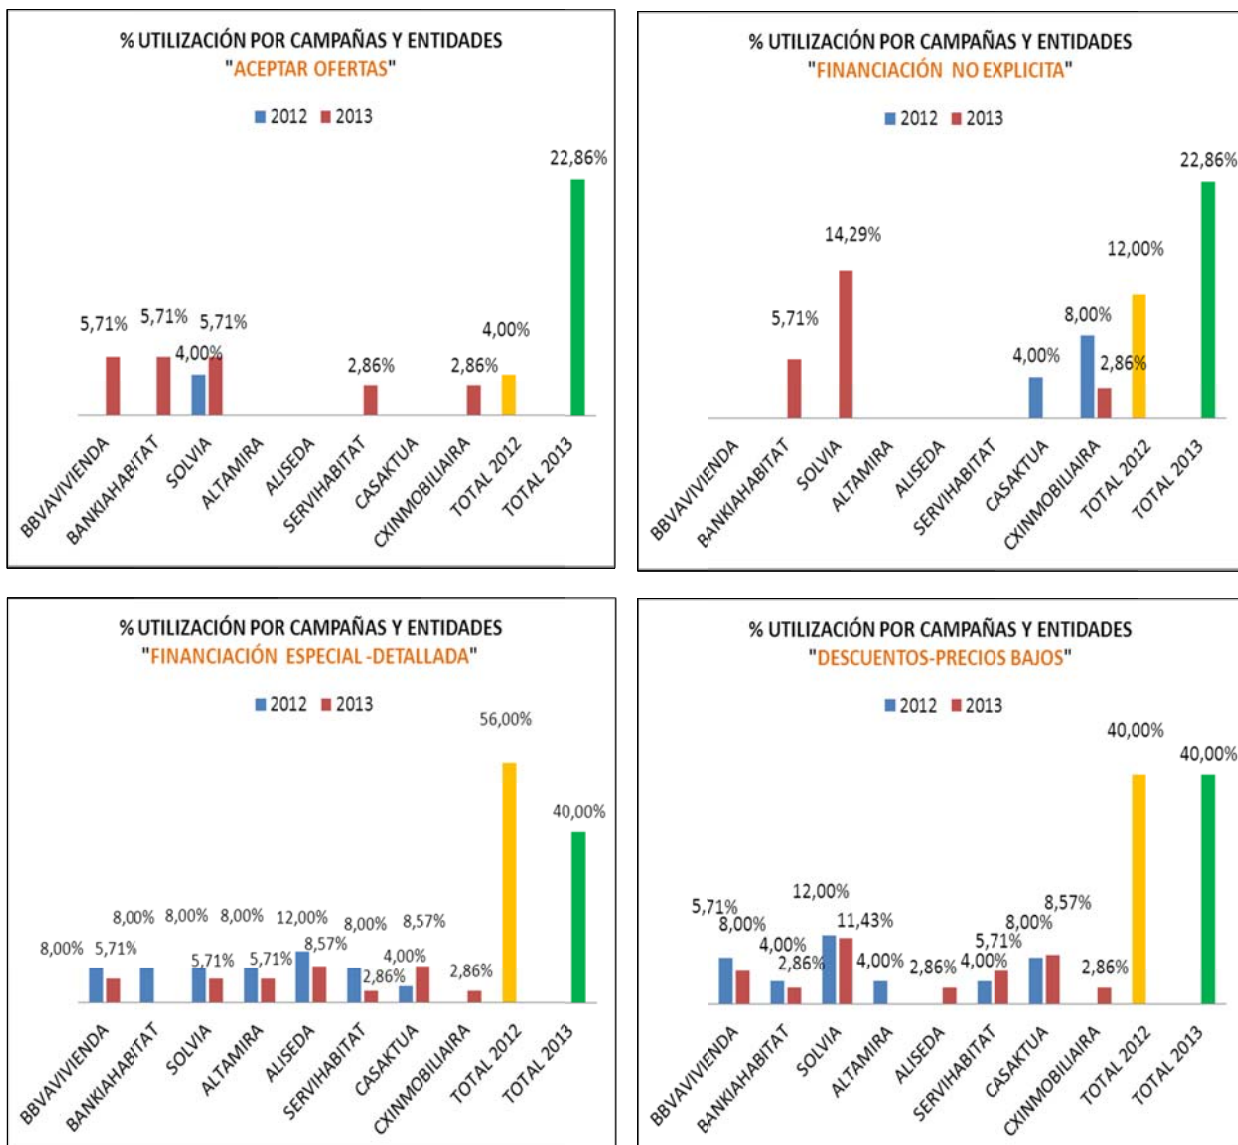 % UTILIZACIÓN POR CAMPAÑAS Y ENTIDADES
"ACEPTAR OFERTAS"
2012 2013
22,86%
5,71% 5,71% 5,71%
4,00%
2,86%
2,86%
4,00%
BBVAVIVIENDA
BANKIAHABITAT
SOLVIA
ALTAMIRA
ALISEDA
SERVIHABITAT
CASAKTUA
CXINMOBILIAIRA
TOTAL 2012
TOTAL 2013
% UTILIZACIÓN POR CAMPAÑAS Y ENTIDADES
"FINANCIACIÓN NO EXPLICITA"
2012 2013
22,86%
14,29%
12,00%
5,71%
8,00%
4,00%
2,86%
BBVAVIVIENDA
BANKIAHABITAT
SOLVIA
ALTAMIRA
ALISEDA
SERVIHABITAT
CASAKTUA
CXINMOBILIAIRA
TOTAL 2012
TOTAL 2013
% UTILIZACIÓN POR CAMPAÑAS Y ENTIDADES
"FINANCIACIÓN ESPECIAL-DETALLADA"
2012 2013
56,00%
40,00%
8,00% 8,00% 8,00% 12,00% 8,00% 8,57%
8,00% 5,71% 5,71% 5,71% 8,57% 2,86% 4,00% 2,86%
BBVAVIVIENDA
BANKIAHABITAT
SOLVIA
ALTAMIRA
ALISEDA
SERVIHABITAT
CASAKTUA
CXINMOBILIAIRA
TOTAL 2012
TOTAL 2013
% UTILIZACIÓN POR CAMPAÑAS Y ENTIDADES
"DESCUENTOS-PRECIOS BAJOS"
2012 2013
40,00% 40,00%
5,71% 12,00% 8,57%
8,00% 11,43% 8,00%
4,00% 2,86% 4,00% 2,86% 4,00% 5,71% 2,86%
BBVAVIVIENDA
BANKIAHABITAT
SOLVIA
ALTAMIRA
ALISEDA
SERVIHABITAT
CASAKTUA
CXINMOBILIAIRA
TOTAL 2012
TOTAL 2013